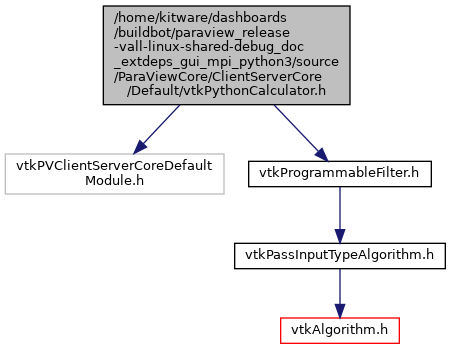 /home/kitware/dashboards
/buildbot/paraview_release
-vall-linux-shared-debug_doc
_extdeps_gui_mpi_python3/source
/ParaViewCore/ClientServerCore
/Default/vtkPythonCalculator.h
vtkPVClientServerCoreDefault
Module.h
vtkProgrammableFilter.h
vtkPassInputTypeAlgorithm.h
vtkAlgorithm.h